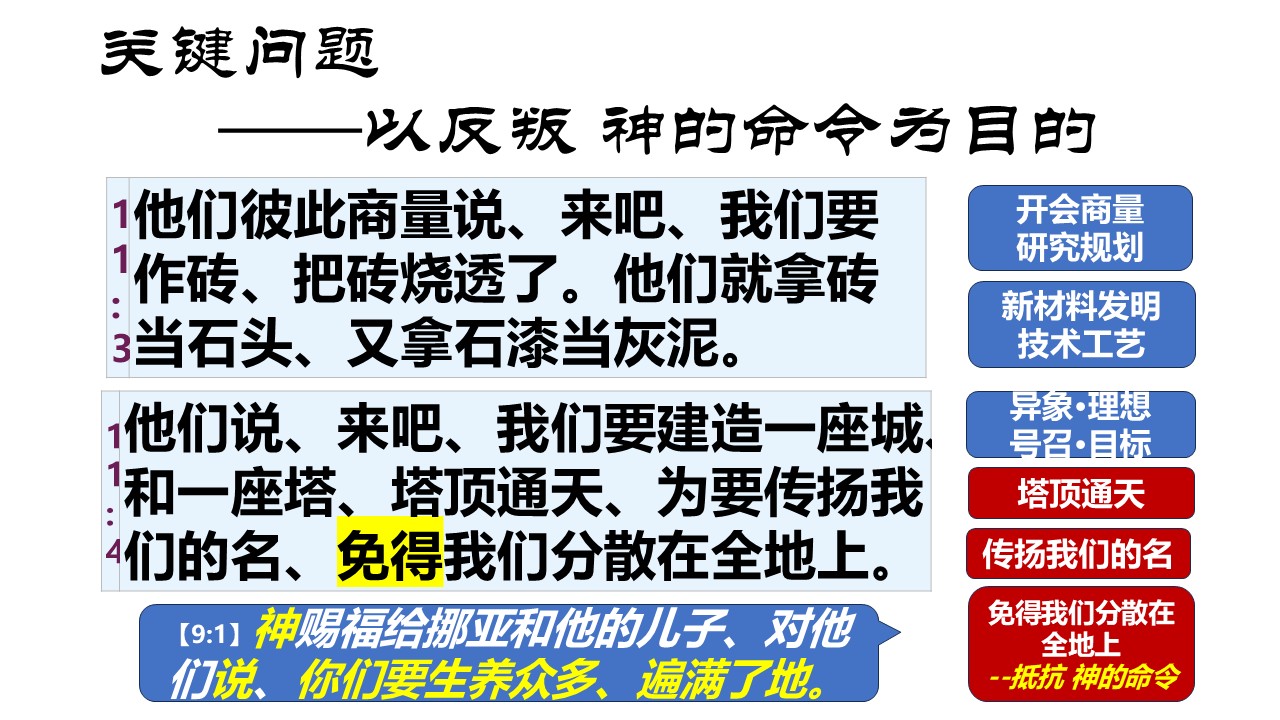 关键问题
——以反叛 神的命令为目的
11:3
他们彼此商量说、来吧、我们要
作砖、把砖烧透了。他们就拿砖
当石头、又拿石漆当灰泥。
11:4
他们说、来吧、我们要建造一座城、
和一座塔、塔顶通天、为要传扬我
们的名、免得我们分散在全地上。
【9:1】神赐福给挪亚和他的儿子、对他
们说、你们要生养众多、遍满了地。
开会商量
研究规划
新材料发明
技术工艺
异象•理想
号召•目标
塔顶通天
传扬我们的名
免得我们分散在
全地上
--抵抗 神的命令